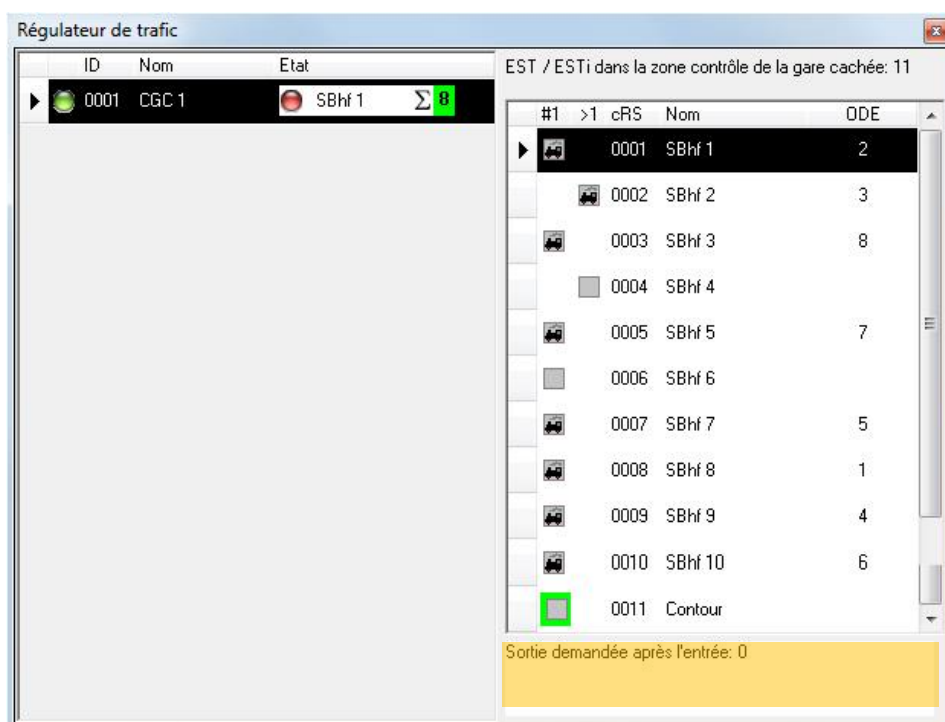 Régulateur de trafic
ID Nom Etat
0001 CGC 1 SBhf 1 Σ 8
EST / ESTi dans la zone contrôle de la gare cachée: 11
#1 >1 cRS Nom ODE
0001 SBhf 1 2
0002 SBhf 2 3
0003 SBhf 3 8
0004 SBhf 4
0005 SBhf 5 7
0006 SBhf 6
0007 SBhf 7 5
0008 SBhf 8 1
0009 SBhf 9 4
0010 SBhf 10 6
0011 Contour
Sortie demandée après l'entrée: 0